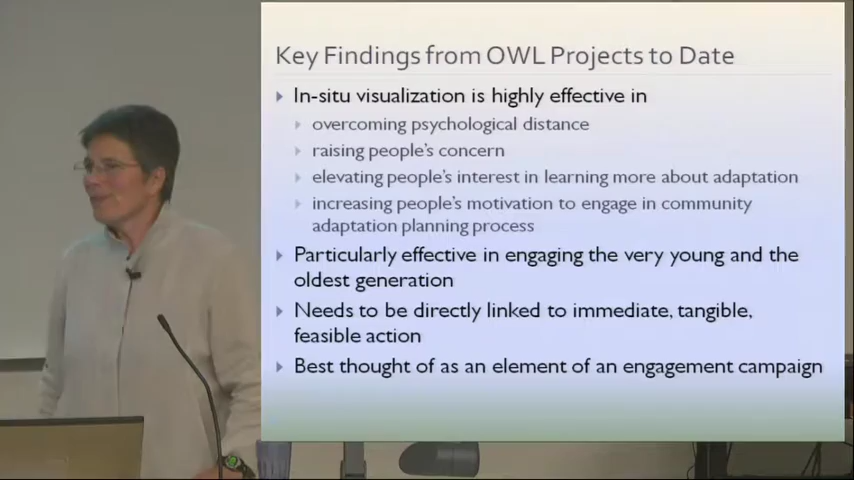 Key Findings from OWL Projects to Date
In-situ visualization is highly effective in
overcoming psychological distance
raising people's concern
elevating people's interest in learning more about adaptation
increasing people's motivation to engage in community
adaptation planning process
Particularly effective in engaging the very young and the
oldest generation
Needs to be directly linked to immediate, tangible,
feasible action
Best thought of as an element of an engagement campaign